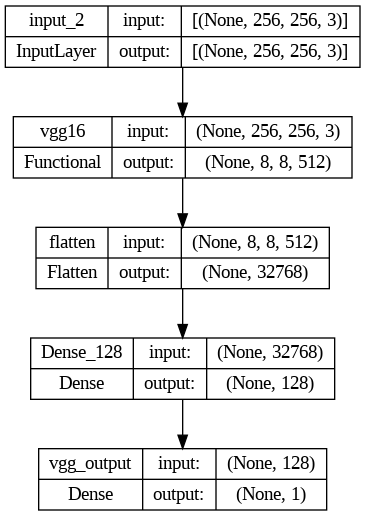 input_2 input: [(None, 256, 256, 3)]
InputLayer output: [(None, 256, 256, 3)]
vgg16 input: (None, 256, 256, 3)
Functional output: (None, 8, 8, 512)
flatten input: (None, 8, 8, 512)
Flatten output: (None, 32768)
Dense_128 input: (None, 32768)
Dense output: (None, 128)
vgg_output input: (None, 128)
Dense output: (None, 1)